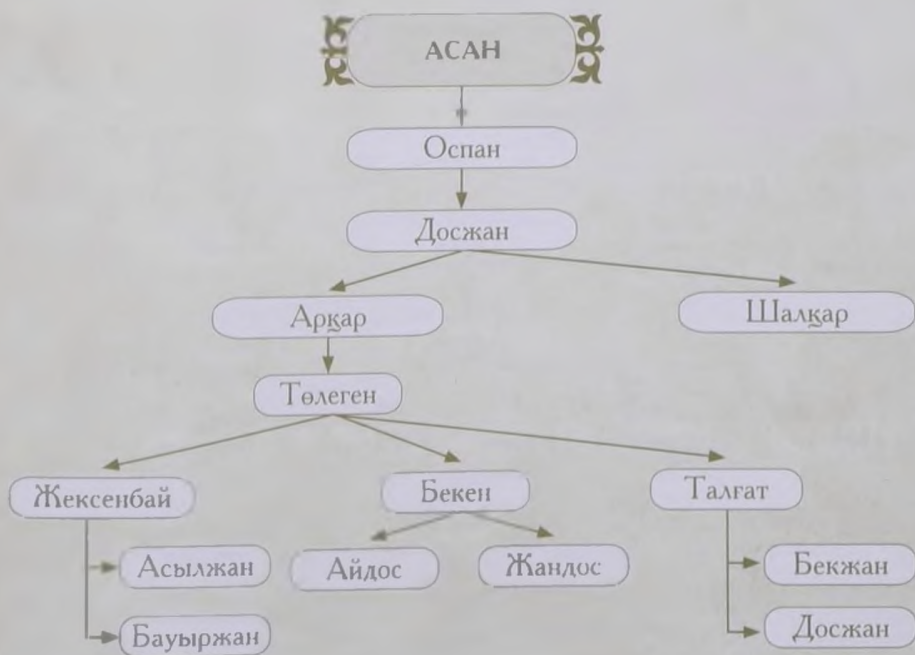 АСАН
Оспан
Досжан
Арқар
Шалқар
Төлеген
Жексенбай
Бекен
Талғат
Асылжан
Айдос
Жандос
Бекжан
Бауыржан
Досжан